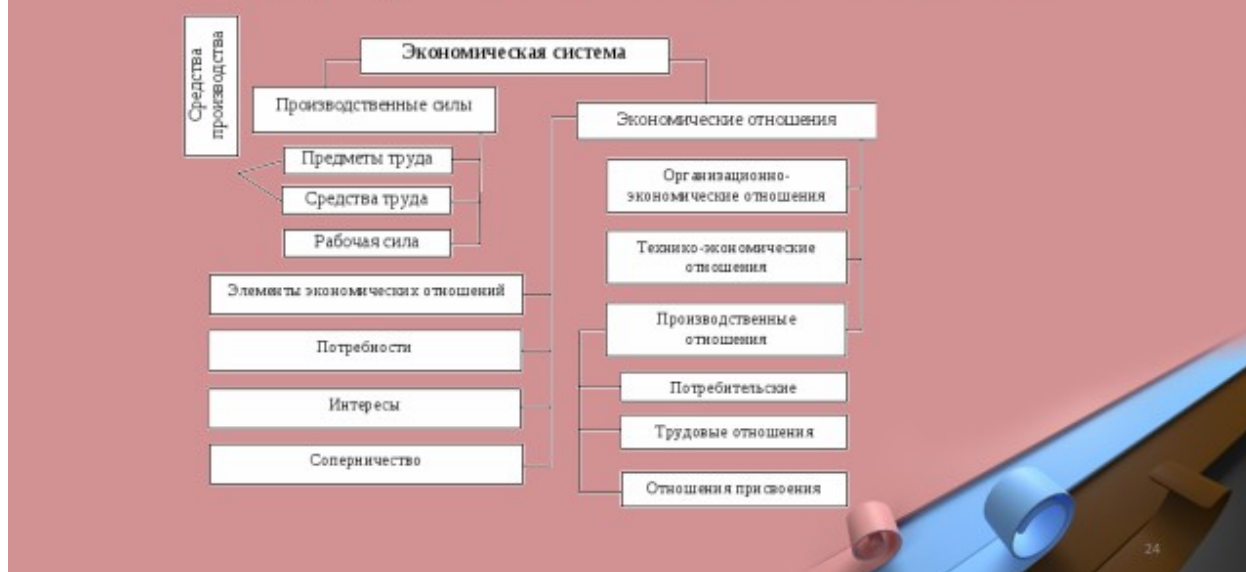 Средства
производства
Экономическая система
Производственные силы
Экономические отношения
Предметы труда
Средства труда
Рабочая сила
Организационно-
экономические отношения
Технико-экономические
отношения
Элементы экономических отношений
Производственные
отношения
Потребности
Потребительские
Интересы
Трудовые отношения
Соперничество
Отношения присвоения
24